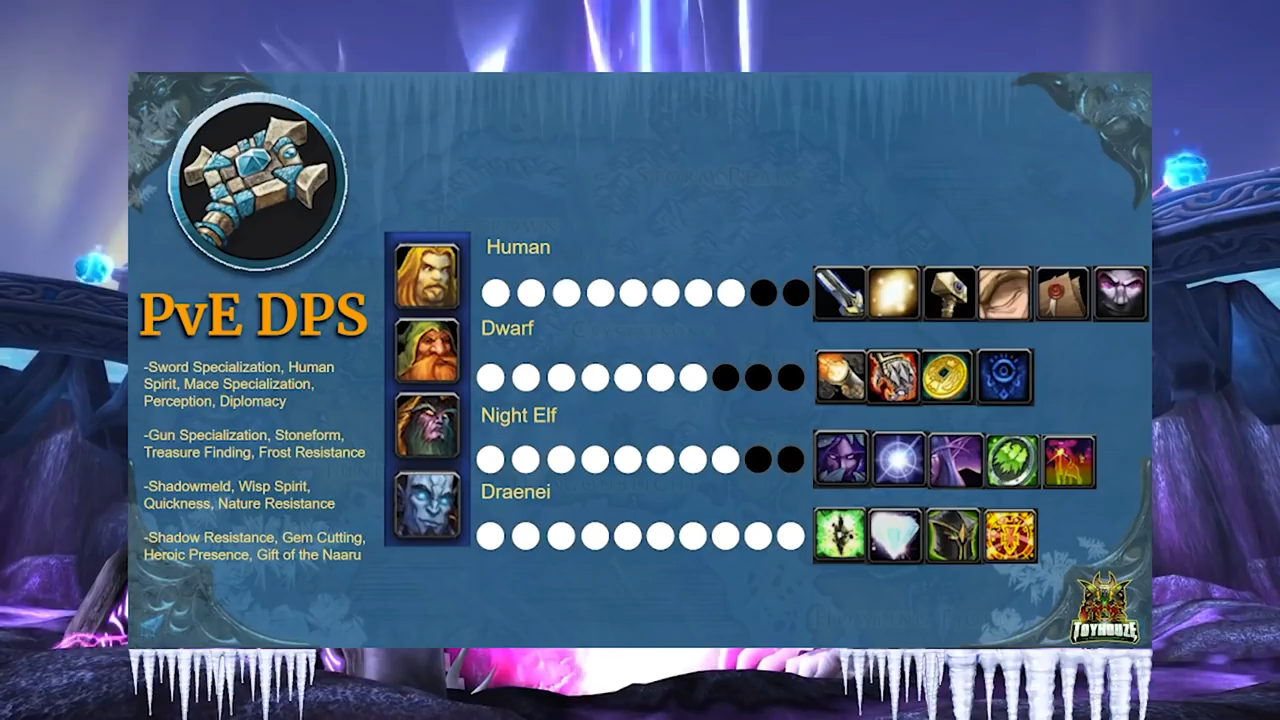 PvE DPS
-Sword Specialization, Human
Spirit, Mace Specialization,
Perception, Diplomacy
-Gun Specialization, Stoneform,
Treasure Finding, Frost Resistance
-Shadowmeld, Wisp Spirit,
Quickness, Nature Resistance
-Shadow Resistance, Gem Cutting,
Heroic Presence, Gift of the Naaru
Human
Dwarf
Night Elf
Draenei
TOYHOUZE